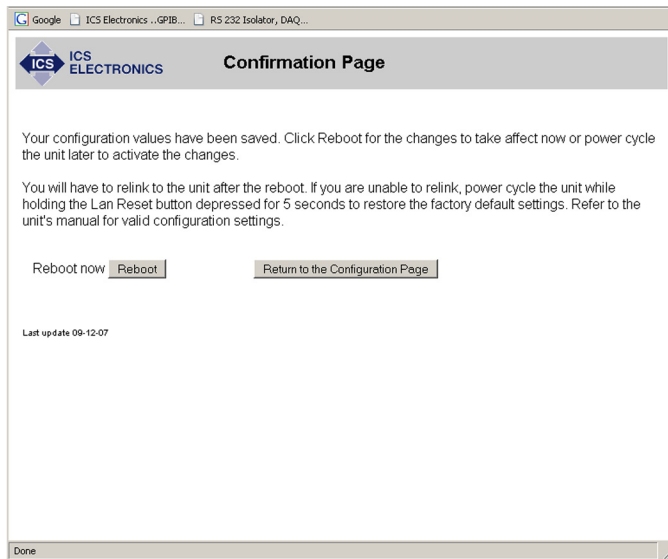 Google ICS Electronics ..GPIB... RS 232 Isolator, DAQ...
ICS ICS ELECTRONICS Confirmation Page
Your configuration values have been saved. Click Reboot for the changes to take affect now or power cycle
the unit later to activate the changes.
You will have to relink to the unit after the reboot. If you are unable to relink, power cycle the unit while
holding the Lan Reset button depressed for 5 seconds to restore the factory default settings. Refer to the
unit's manual for valid configuration settings.
Reboot now Reboot Return to the Configuration Page
Last update 09-12-07
Done